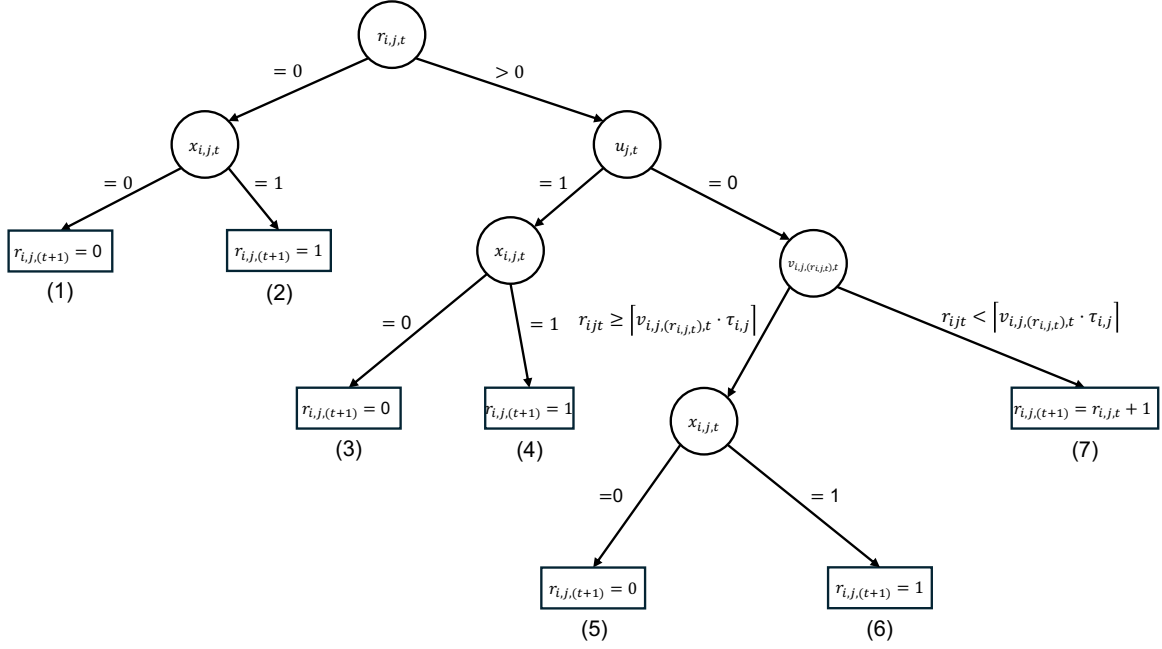 r_{i,j,t}
= 0
> 0
x_{i,j,t}
u_{j,t}
= 0
= 1
= 1
= 0
r_{i,j,(t+1)} = 0
r_{i,j,(t+1)} = 1
x_{i,j,t}
v_{i,j,(r_{i,j,t}),t}
(1)
(2)
= 0
= 1
r_{ijt} ≥ ⌈v_{i,j,(r_{i,j,t}),t} · τ_{i,j}⌉
r_{ijt} < ⌈v_{i,j,(r_{i,j,t}),t} · τ_{i,j}⌉
r_{i,j,(t+1)} = 0
r_{i,j,(t+1)} = 1
x_{i,j,t}
r_{i,j,(t+1)} = r_{i,j,t} + 1
(3)
(4)
(7)
=0
= 1
r_{i,j,(t+1)} = 0
r_{i,j,(t+1)} = 1
(5)
(6)